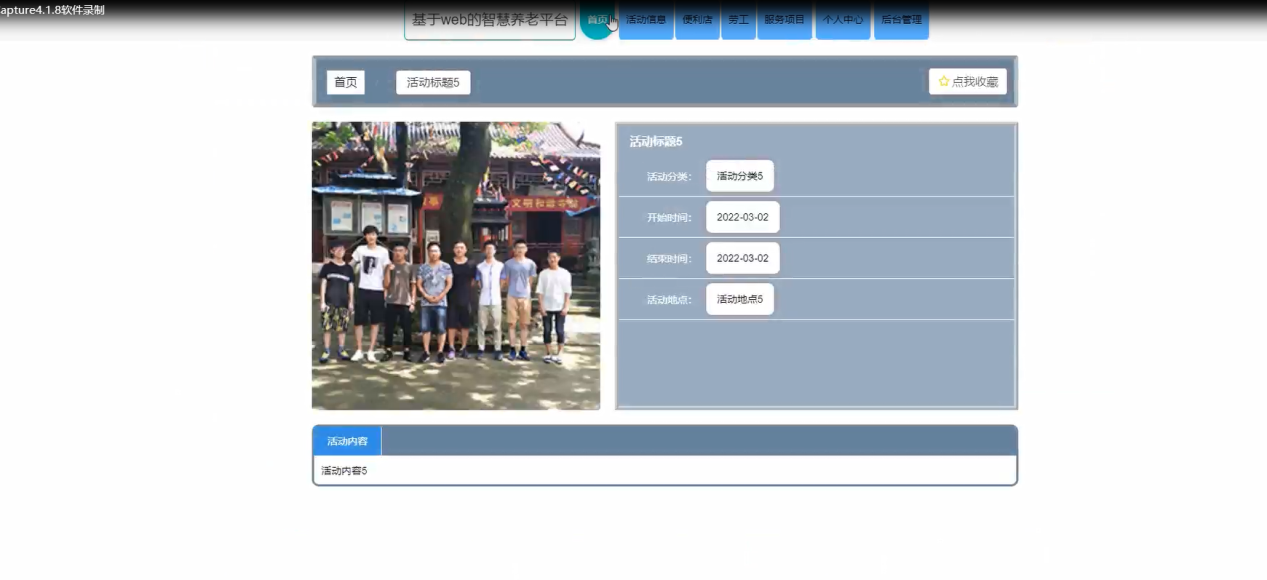 apture4.1.8软件录制
基于web的智慧养老平台 首页 活动信息 便利店 劳工 服务项目 个人中心 后台管理
首页 活动标题5 点我收藏
活动标题5
活动分类: 活动分类5
开始时间: 2022-03-02
结束时间: 2022-03-02
活动地点: 活动地点5
活动内容
活动内容5